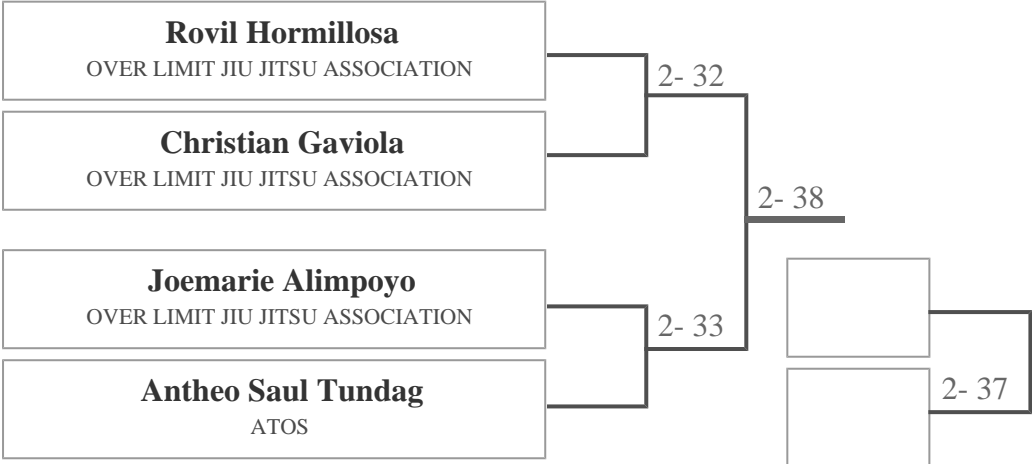 Rovil Hormillosa
OVER LIMIT JIU JITSU ASSOCIATION
2- 32
Christian Gaviola
OVER LIMIT JIU JITSU ASSOCIATION
2- 38
Joemarie Alimpoyo
OVER LIMIT JIU JITSU ASSOCIATION
2- 33
Antheo Saul Tundag
ATOS
2- 37